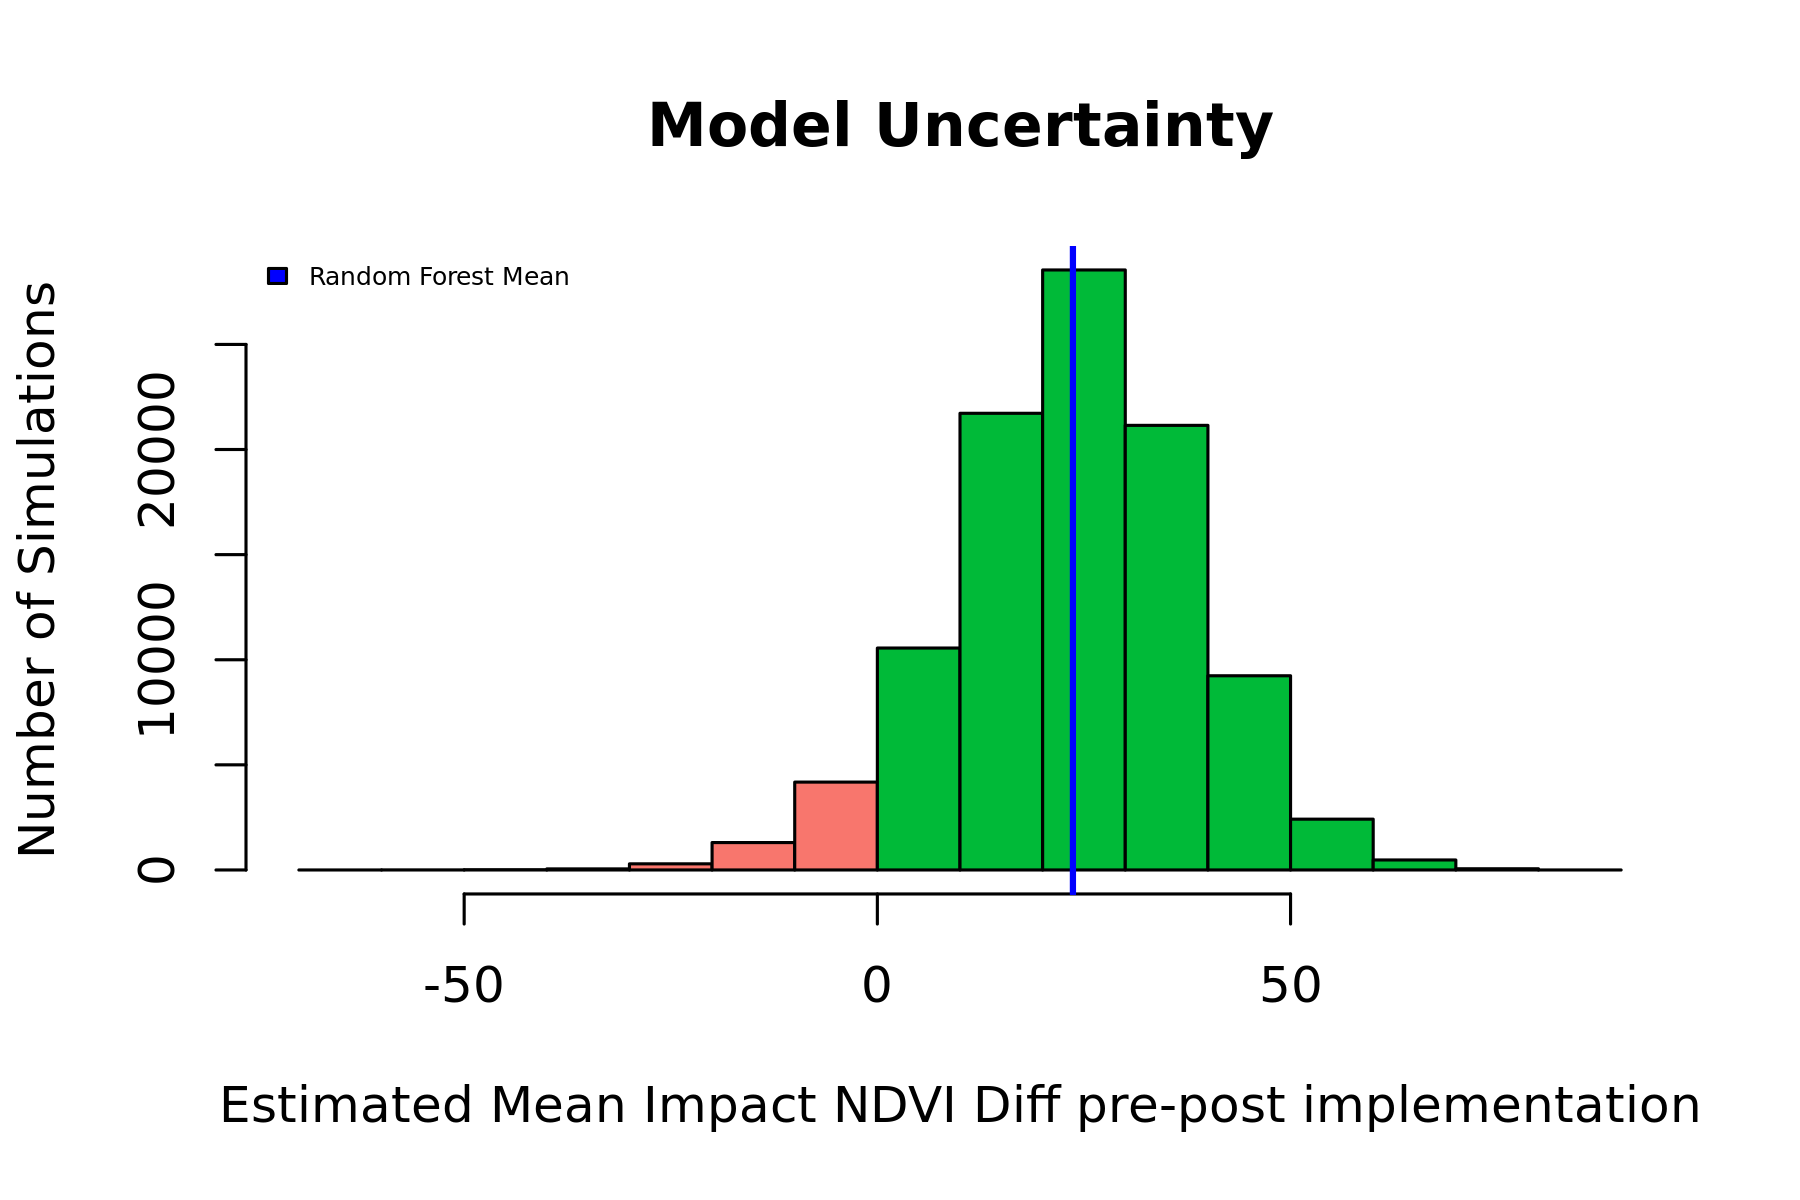 Model Uncertainty
Random Forest Mean
Number of Simulations
20000
10000
0
-50 0 50
Estimated Mean Impact NDVI Diff pre-post implementation